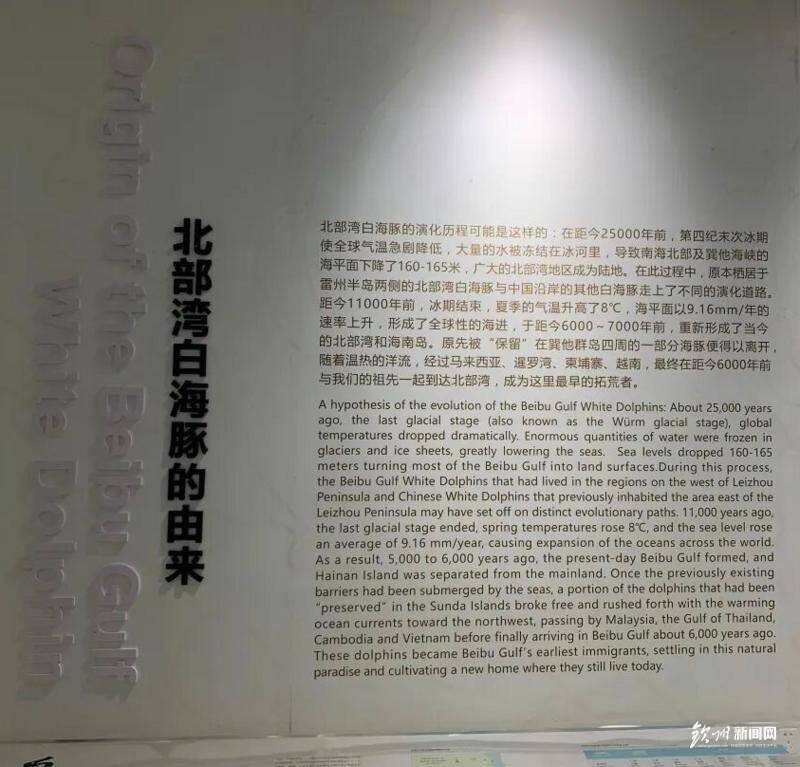 Origin of the Beibu Gulf
White Dolphin
北部湾白海豚的由来
北部湾白海豚的演化历程可能是这样的：在距今25000年前，第四纪末次冰期
使全球气温急剧降低，大量的水被冻结在冰河里，导致南海北部及巽他海峡的
海平面下降了160-165米，广大的北部湾地区成为陆地。在此过程中，原本栖居于
雷州半岛两侧的北部湾白海豚与中国沿岸的其他白海豚走上了不同的演化道路。
距今11000年前，冰期结束，夏季的气温升高了8℃，海平面以9.16mm/年的
速率上升，形成了全球性的海进，于距今6000～7000年前，重新形成了当今
的北部湾和海南岛。原先被“保留”在巽他群岛四周的一部分海豚便得以离开，
随着温热的洋流，经过马来西亚、暹罗湾、柬埔寨、越南，最终在距今6000年前
与我们的祖先一起到达北部湾，成为这里最早的拓荒者。
A hypothesis of the evolution of the Beibu Gulf White Dolphins: About 25,000 years
ago, the last glacial stage (also known as the Würm glacial stage), global
temperatures dropped dramatically. Enormous quantities of water were frozen in
glaciers and ice sheets, greatly lowering the seas. Sea levels dropped 160-165
meters turning most of the Beibu Gulf into land surfaces.During this process,
the Beibu Gulf White Dolphins that had lived in the regions on the west of Leizhou
Peninsula and Chinese White Dolphins that previously inhabited the area east of the
Leizhou Peninsula may have set off on distinct evolutionary paths. 11,000 years ago,
the last glacial stage ended, spring temperatures rose 8℃, and the sea level rose
an average of 9.16 mm/year, causing expansion of the oceans across the world.
As a result, 5,000 to 6,000 years ago, the present-day Beibu Gulf formed, and
Hainan Island was separated from the mainland. Once the previously existing
barriers had been submerged by the seas, a portion of the dolphins that had been
“preserved” in the Sunda Islands broke free and rushed forth with the warming
ocean currents toward the northwest, passing by Malaysia, the Gulf of Thailand,
Cambodia and Vietnam before finally arriving in Beibu Gulf about 6,000 years ago.
These dolphins became Beibu Gulf's earliest immigrants, settling in this natural
paradise and cultivating a new home where they still live today.
钦州新闻网